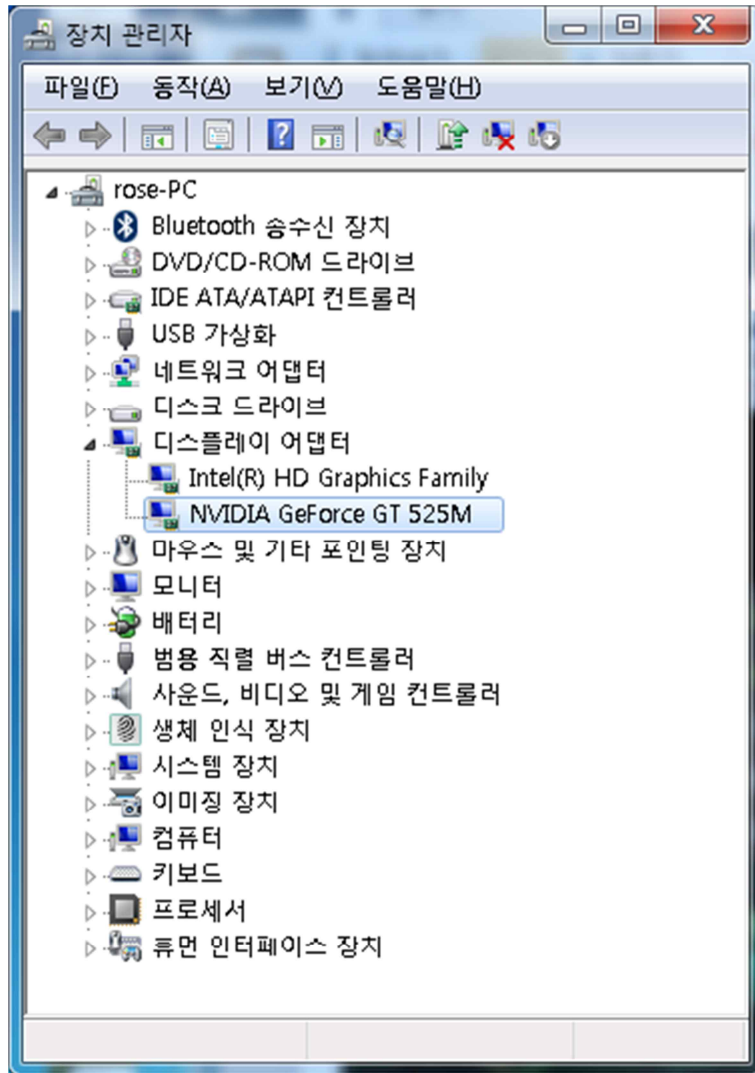 장치 관리자
파일(F) 동작(A) 보기(V) 도움말(H)
rose-PC
Bluetooth 송수신 장치
DVD/CD-ROM 드라이브
IDE ATA/ATAPI 컨트롤러
USB 가상화
네트워크 어댑터
디스크 드라이브
디스플레이 어댑터
Intel(R) HD Graphics Family
NVIDIA GeForce GT 525M
마우스 및 기타 포인팅 장치
모니터
배터리
범용 직렬 버스 컨트롤러
사운드, 비디오 및 게임 컨트롤러
생체 인식 장치
시스템 장치
이미징 장치
컴퓨터
키보드
프로세서
휴먼 인터페이스 장치